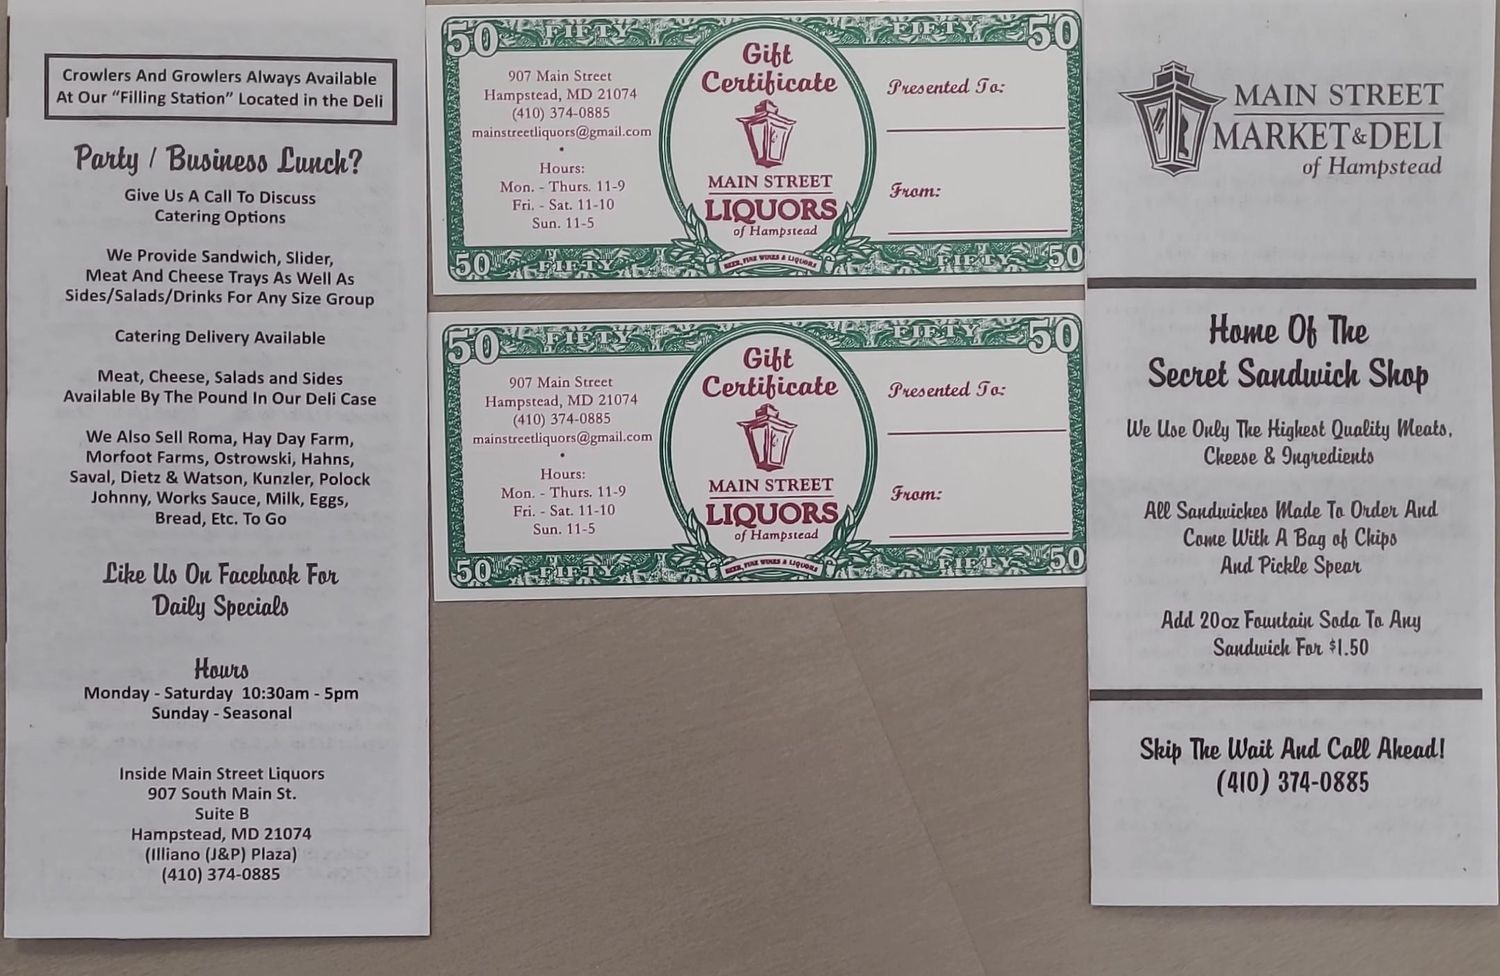 Crowlers And Growlers Always Available
At Our “Filling Station” Located in the Deli
Party / Business Lunch?
Give Us A Call To Discuss
Catering Options
We Provide Sandwich, Slider,
Meat And Cheese Trays As Well As
Sides/Salads/Drinks For Any Size Group
Catering Delivery Available
Meat, Cheese, Salads and Sides
Available By The Pound In Our Deli Case
We Also Sell Roma, Hay Day Farm,
Morfoot Farms, Ostrowski, Hahns,
Saval, Dietz & Watson, Kunzler, Polock
Johnny, Works Sauce, Milk, Eggs,
Bread, Etc. To Go
Like Us On Facebook For
Daily Specials
Hours
Monday - Saturday 10:30am - 5pm
Sunday - Seasonal
Inside Main Street Liquors
907 South Main St.
Suite B
Hampstead, MD 21074
(Illiano (J&P) Plaza)
(410) 374-0885
50 FIFTY FIFTY 50
907 Main Street
Hampstead, MD 21074
(410) 374-0885
mainstreetliquors@gmail.com
•
Hours:
Mon. - Thurs. 11-9
Fri. - Sat. 11-10
Sun. 11-5
Gift
Certificate
MAIN STREET
LIQUORS
of Hampstead
BEER, FINE WINES & LIQUORS
Presented To:
From:
50 FIFTY FIFTY 50
50 FIFTY FIFTY 50
907 Main Street
Hampstead, MD 21074
(410) 374-0885
mainstreetliquors@gmail.com
•
Hours:
Mon. - Thurs. 11-9
Fri. - Sat. 11-10
Sun. 11-5
Gift
Certificate
MAIN STREET
LIQUORS
of Hampstead
BEER, FINE WINES & LIQUORS
Presented To:
From:
50 FIFTY FIFTY 50
MAIN STREET
MARKET & DELI
of Hampstead
Home Of The
Secret Sandwich Shop
We Use Only The Highest Quality Meats,
Cheese & Ingredients
All Sandwiches Made To Order And
Come With A Bag of Chips
And Pickle Spear
Add 20oz Fountain Soda To Any
Sandwich For $1.50
Skip The Wait And Call Ahead!
(410) 374-0885